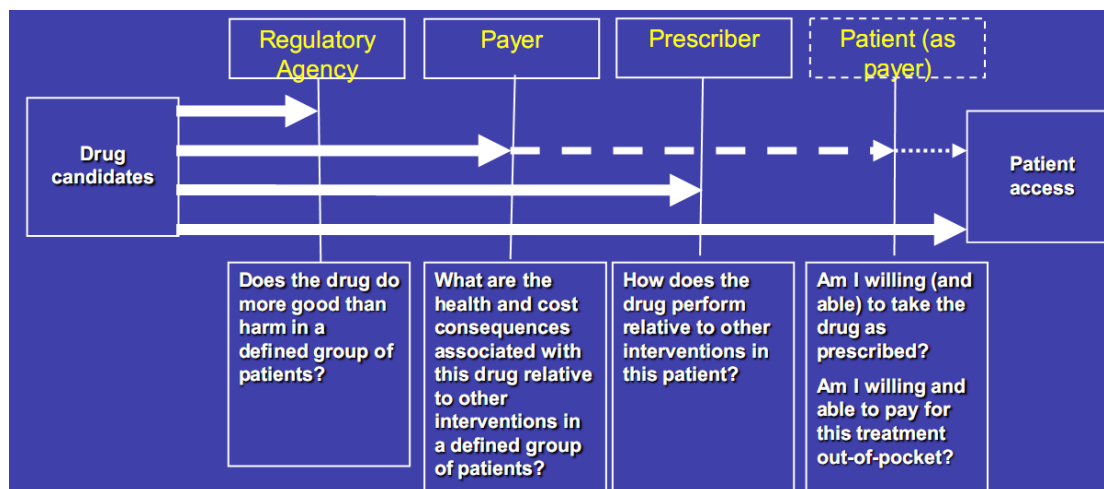 Regulatory
Agency
Payer
Prescriber
Patient (as
payer)
Drug
candidates
Patient
access
Does the drug do
more good than
harm in a
defined group of
patients?
What are the
health and cost
consequences
associated with
this drug relative
to other
interventions in
a defined group
of patients?
How does the
drug perform
relative to other
interventions in
this patient?
Am I willing (and
able) to take the
drug as
prescribed?
Am I willing and
able to pay for
this treatment
out-of-pocket?